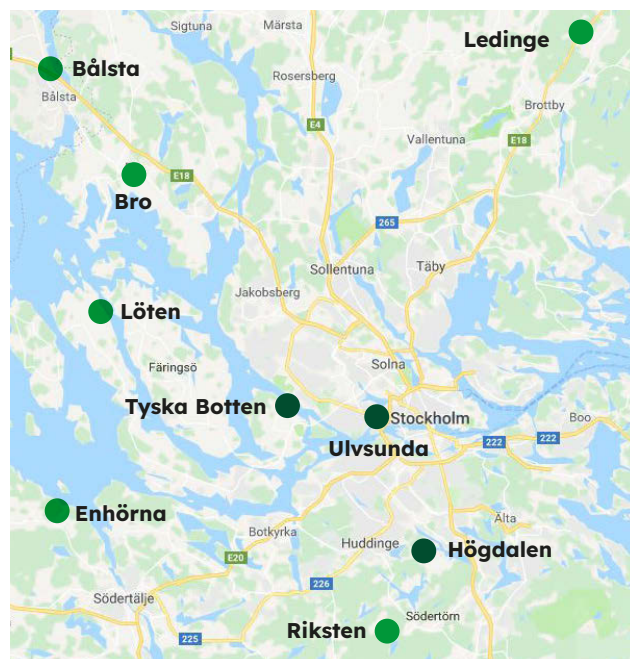 Sigtuna
Märsta
Ledinge
Bålsta
Rosersberg
Bålsta
Brottby
E4
Vallentuna
E18
E18
Bro
265
Sollentuna
Täby
Jakobsberg
Löten
Färingsö
Solna
Tyska Botten
Stockholm
Boo
222
222
Ulvsunda
Enhörna
Älta
Botkyrka
Huddinge
Högdalen
E20
226
Södertälje
Södertörn
Riksten
225